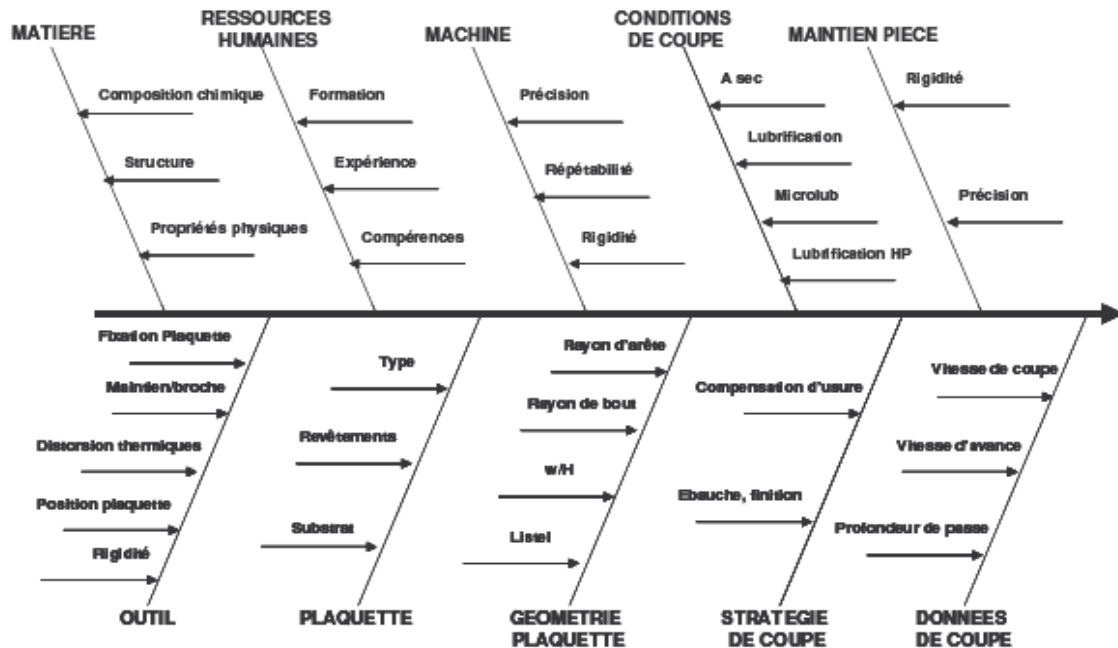 MATIERE
RESSOURCES
HUMAINES
MACHINE
CONDITIONS
DE COUPE
MAINTIEN PIECE
Composition chimique
Structure
Propriétés physiques
Formation
Expérience
Compérences
Précision
Répétabilité
Rigidité
A sec
Lubrification
Microlub
Lubrification HP
Rigidité
Précision
Fixation Plaquette
Maintien/broche
Distorsion thermiques
Position plaquette
Rigidité
Type
Revêtements
Substrat
Rayon d'arête
Rayon de bout
w/H
Listel
Compensation d'usure
Ebauche, finition
Vitesse de coupe
Vitesse d'avance
Profondeur de passe
OUTIL
PLAQUETTE
GEOMETRIE
PLAQUETTE
STRATEGIE
DE COUPE
DONNEES
DE COUPE